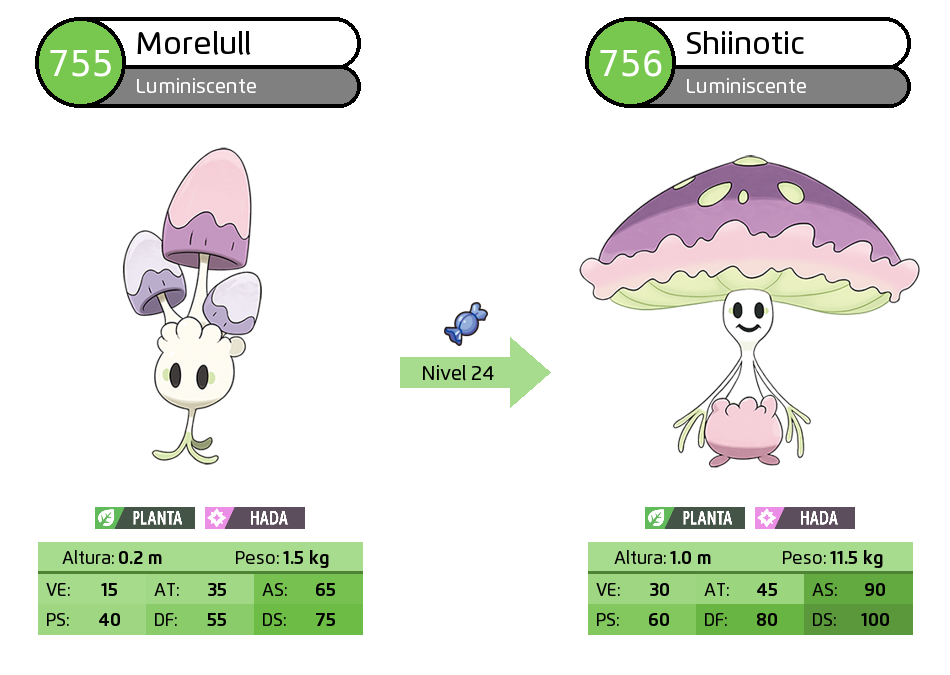 755 Morelull
Luminiscente
756 Shiinotic
Luminiscente
Nivel 24
PLANTA HADA
Altura: 0.2 m Peso: 1.5 kg
VE: 15 AT: 35 AS: 65
PS: 40 DF: 55 DS: 75
PLANTA HADA
Altura: 1.0 m Peso: 11.5 kg
VE: 30 AT: 45 AS: 90
PS: 60 DF: 80 DS: 100